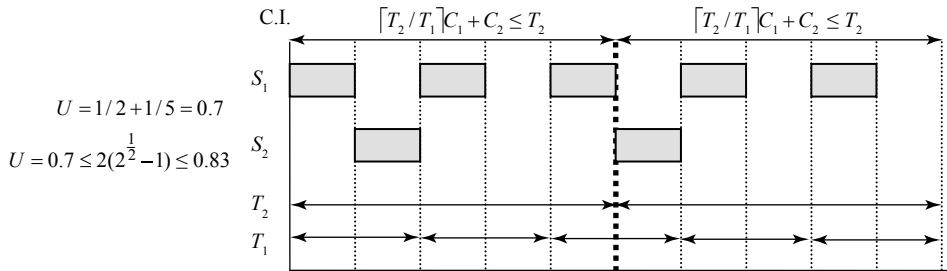 C.I. ⌈T₂ / T₁⌉C₁ + C₂ ≤ T₂ ⌈T₂ / T₁⌉C₁ + C₂ ≤ T₂
S₁
U = 1/2 + 1/5 = 0.7
S₂
U = 0.7 ≤ 2(2^{1/2} − 1) ≤ 0.83
T₂
T₁